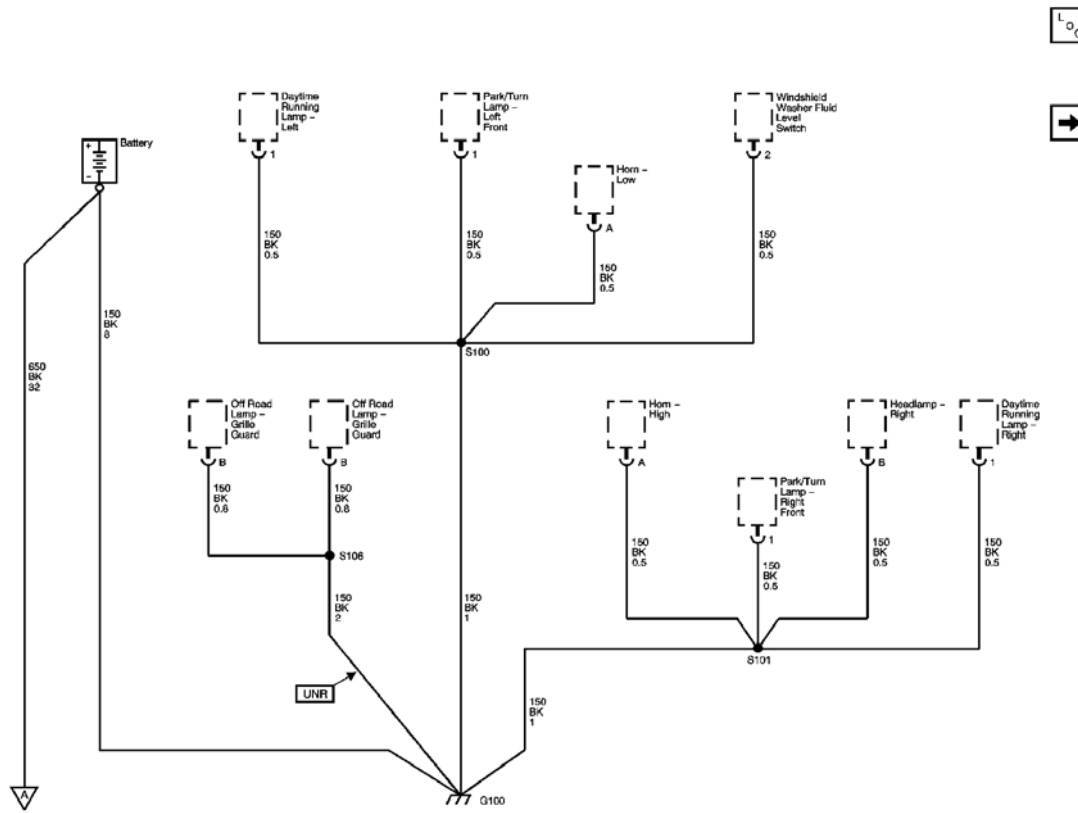 L
O
C
Daytime
Running
Lamp –
Left
1
Park/Turn
Lamp –
Left
Front
1
Windshield
Washer Fluid
Level
Switch
2
Battery
+
-
Horn –
Low
A
150
BK
0.5
150
BK
0.5
150
BK
0.5
150
BK
0.5
150
BK
8
S100
650
BK
32
Off Road
Lamp –
Grille
Guard
B
Off Road
Lamp –
Grille
Guard
B
Horn –
High
A
Headlamp –
Right
B
Daytime
Running
Lamp –
Right
1
Park/Turn
Lamp –
Right
Front
1
150
BK
0.8
150
BK
0.8
S106
150
BK
0.5
150
BK
0.5
150
BK
0.5
150
BK
0.5
150
BK
2
150
BK
1
S101
UNR
150
BK
1
A
G100